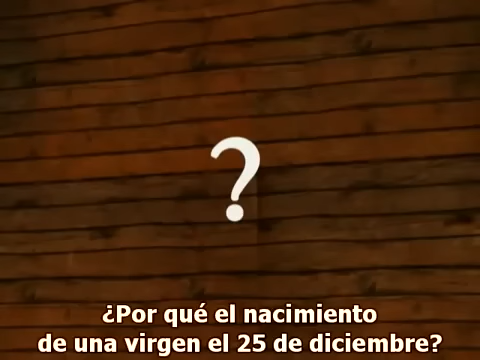 ?
¿Por qué el nacimiento
de una virgen el 25 de diciembre?